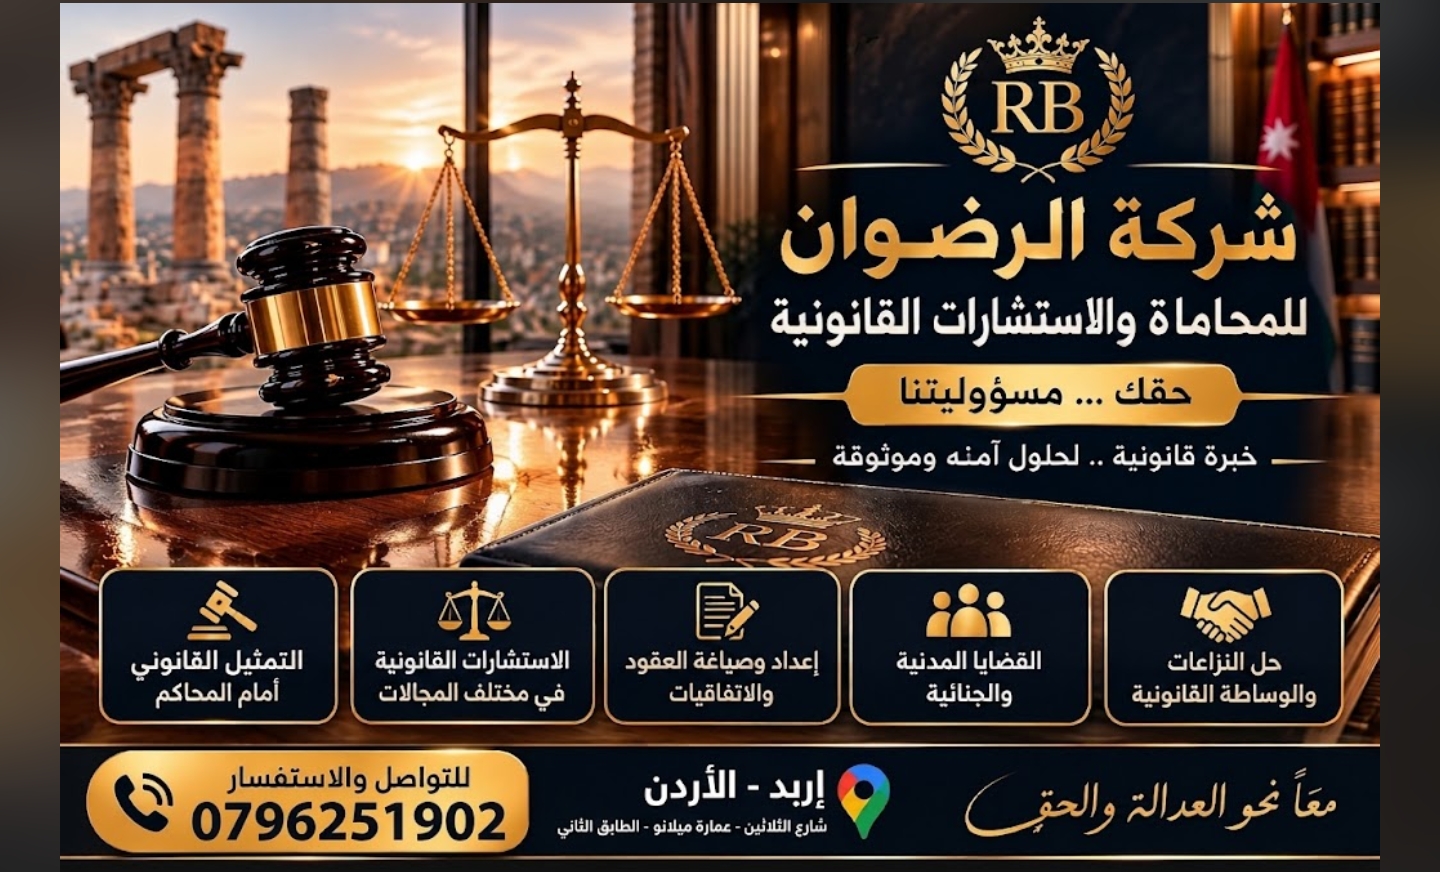 RB
شركة الرضوان
للمحاماة والاستشارات القانونية
حقك ... مسؤوليتنا
خبرة قانونية .. لحلول آمنه وموثوقة
RB
حل النزاعات
والوساطة القانونية
القضايا المدنية
والجنائية
إعداد وصياغة العقود
والاتفاقيات
الاستشارات القانونية
في مختلف المجالات
التمثيل القانوني
أمام المحاكم
معاً نحو العدالة والحق
إربد - الأردن
شارع الثلاثين - عمارة ميلانو - الطابق الثاني
للتواصل والاستفسار
0796251902